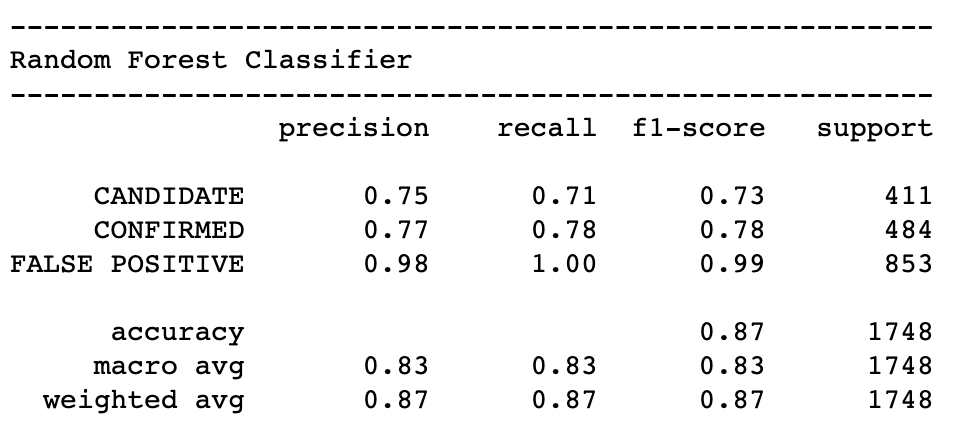 -------------------------------------------------------
Random Forest Classifier
-------------------------------------------------------
                precision    recall  f1-score   support

     CANDIDATE       0.75      0.71      0.73       411
     CONFIRMED       0.77      0.78      0.78       484
FALSE POSITIVE       0.98      1.00      0.99       853

      accuracy                           0.87      1748
     macro avg       0.83      0.83      0.83      1748
  weighted avg       0.87      0.87      0.87      1748